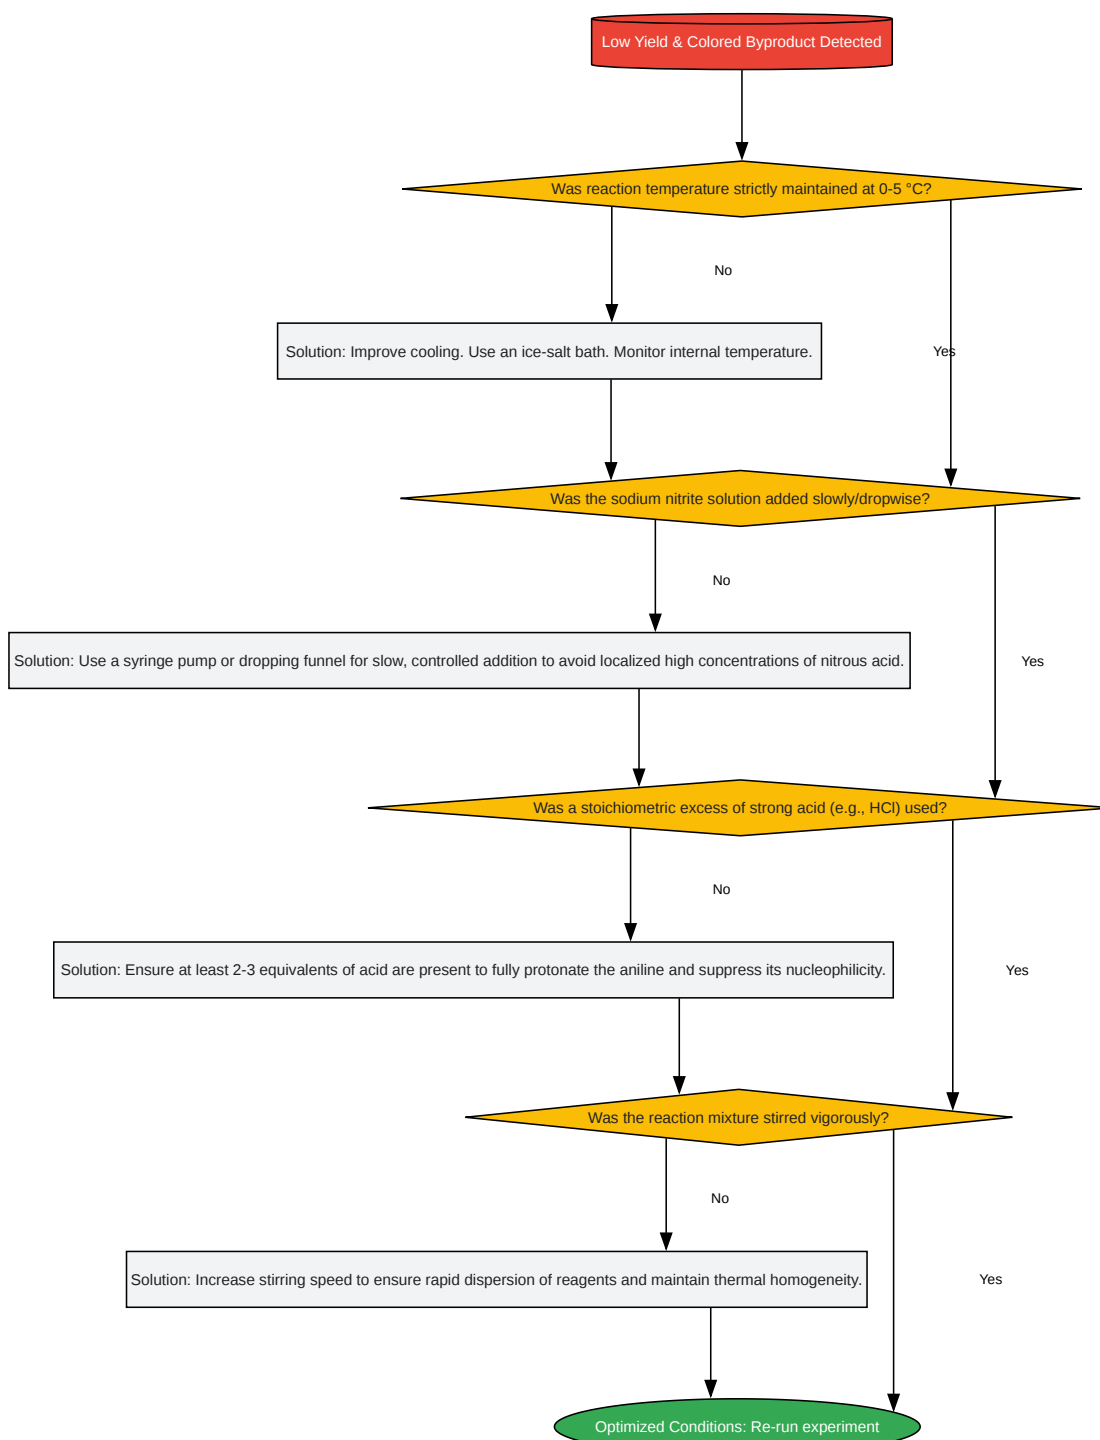 Low Yield & Colored Byproduct Detected
Was reaction temperature strictly maintained at 0-5 °C?
No
Solution: Improve cooling. Use an ice-salt bath. Monitor internal temperature.
Yes
Was the sodium nitrite solution added slowly/dropwise?
No
Solution: Use a syringe pump or dropping funnel for slow, controlled addition to avoid localized high concentrations of nitrous acid.
Yes
Was a stoichiometric excess of strong acid (e.g., HCl) used?
No
Solution: Ensure at least 2-3 equivalents of acid are present to fully protonate the aniline and suppress its nucleophilicity.
Yes
Was the reaction mixture stirred vigorously?
No
Solution: Increase stirring speed to ensure rapid dispersion of reagents and maintain thermal homogeneity.
Yes
Optimized Conditions: Re-run experiment